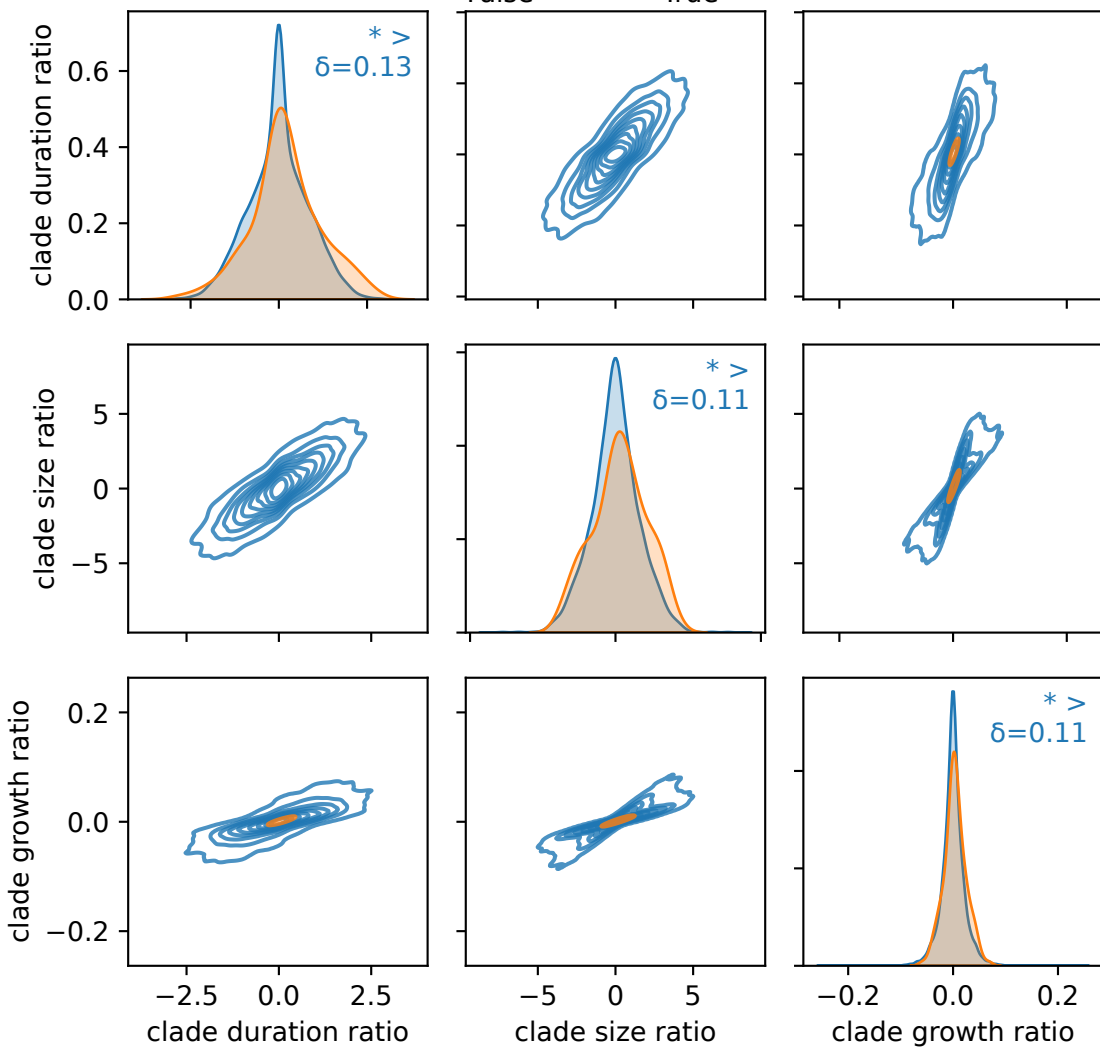 clade duration ratio
0.6
0.4
0.2
0.0
* >
δ=0.13
clade size ratio
5
0
−5
* >
δ=0.11
clade growth ratio
0.2
0.0
−0.2
* >
δ=0.11
−2.5 0.0 2.5
−5 0 5
−0.2 0.0 0.2
clade duration ratio
clade size ratio
clade growth ratio